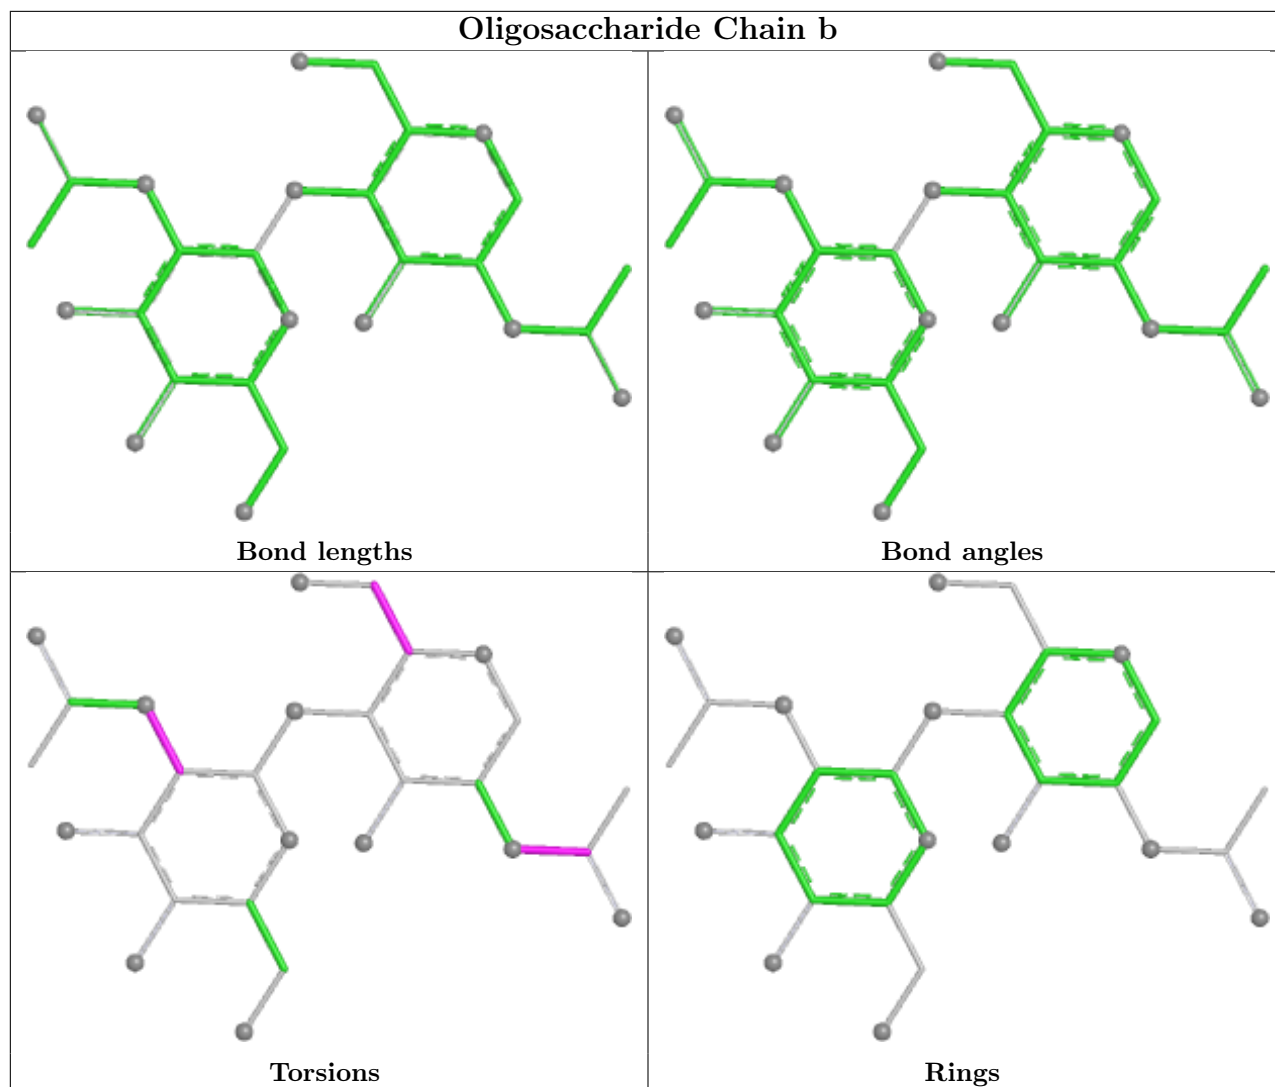 Oligosaccharide Chain b
Bond lengths
Bond angles
Torsions
Rings